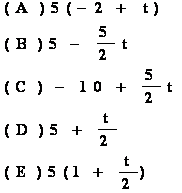 (A) 5(-2 + t)
(B) 5 - 5/2 t
(C) -10 + 5/2 t
(D) 5 + t/2
(E) 5(1 + t/2)